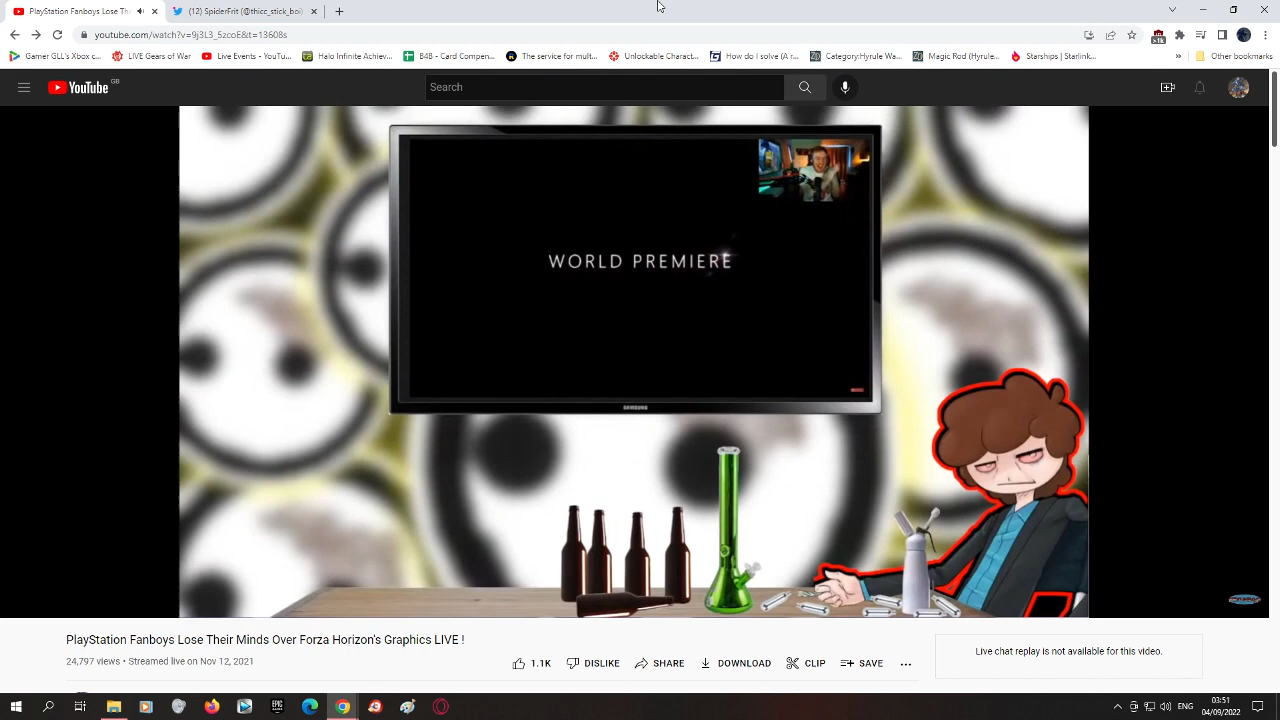 PlayStation Fanboys Lose The
(12) SpiderFrit (@thicc_stick_boi)
youtube.com/watch?v=9j3L3_5zcoE&t=13608s
>1k
Gamer GLL's Xbox c...
LIVE Gears of War
Live Events - YouTu...
Halo Infinite Achiev...
B4B - Card Compen...
The service for mult...
Unlockable Charact...
How do I solve (A r...
Category:Hyrule Wa...
Magic Rod (Hyrule...
Starships | Starlink...
»
Other bookmarks
YouTube GB
Search
WORLD PREMIERE
SAMSUNG
PlayStation Fanboys Lose Their Minds Over Forza Horizon's Graphics LIVE !
24,797 views • Streamed live on Nov 12, 2021
1.1K
DISLIKE
SHARE
DOWNLOAD
CLIP
SAVE
Live chat replay is not available for this video.
EPIC
ENG
03:51
04/09/2022